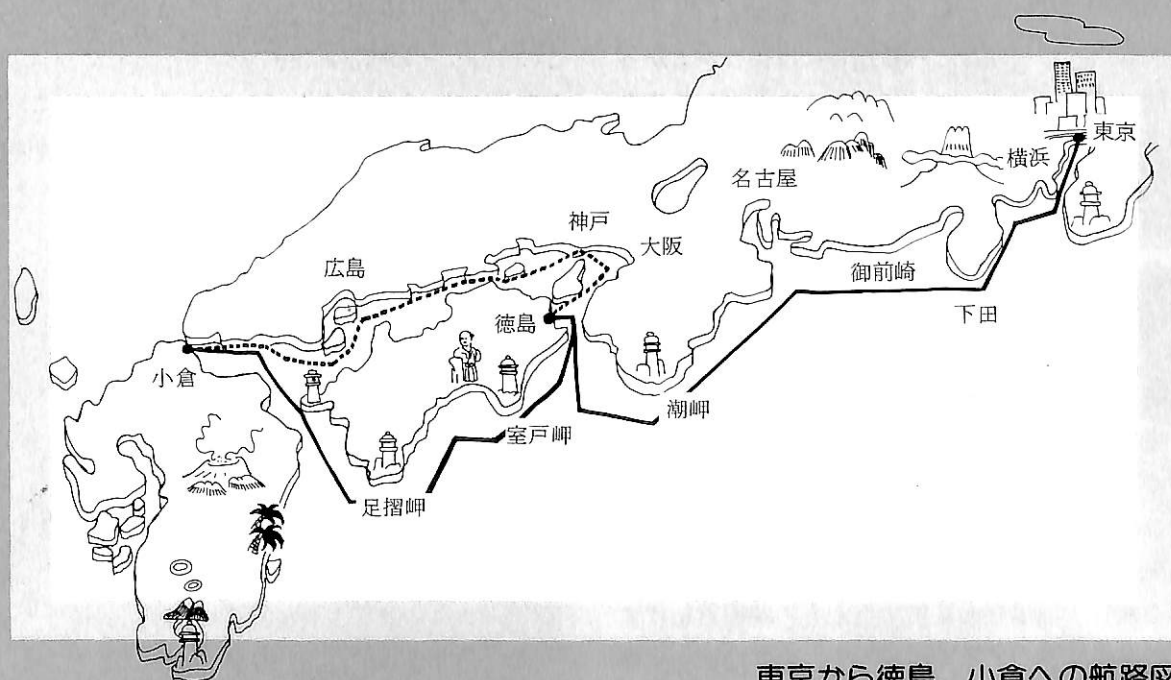 東京
横浜
名古屋
神戸
大阪
広島
御前崎
下田
徳島
小倉
潮岬
室戸岬
足摺岬
東京から徳島、小倉への航路図